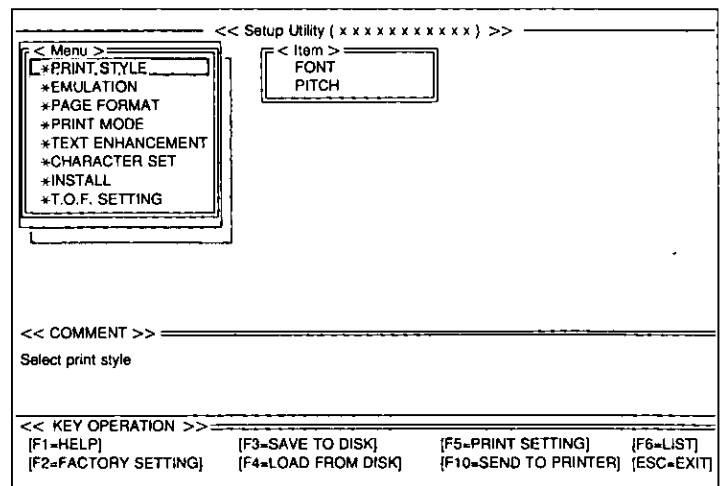 << Setup Utility ( x x x x x x x x x x x ) >>
< Menu >
*PRINT STYLE
*EMULATION
*PAGE FORMAT
*PRINT MODE
*TEXT ENHANCEMENT
*CHARACTER SET
*INSTALL
*T.O.F. SETTING
< Item >
FONT
PITCH
<< COMMENT >>
Select print style
<< KEY OPERATION >>
[F1=HELP] [F3=SAVE TO DISK] [F5=PRINT SETTING] [F6=LIST]
[F2=FACTORY SETTING] [F4=LOAD FROM DISK] [F10=SEND TO PRINTER] [ESC=EXIT]